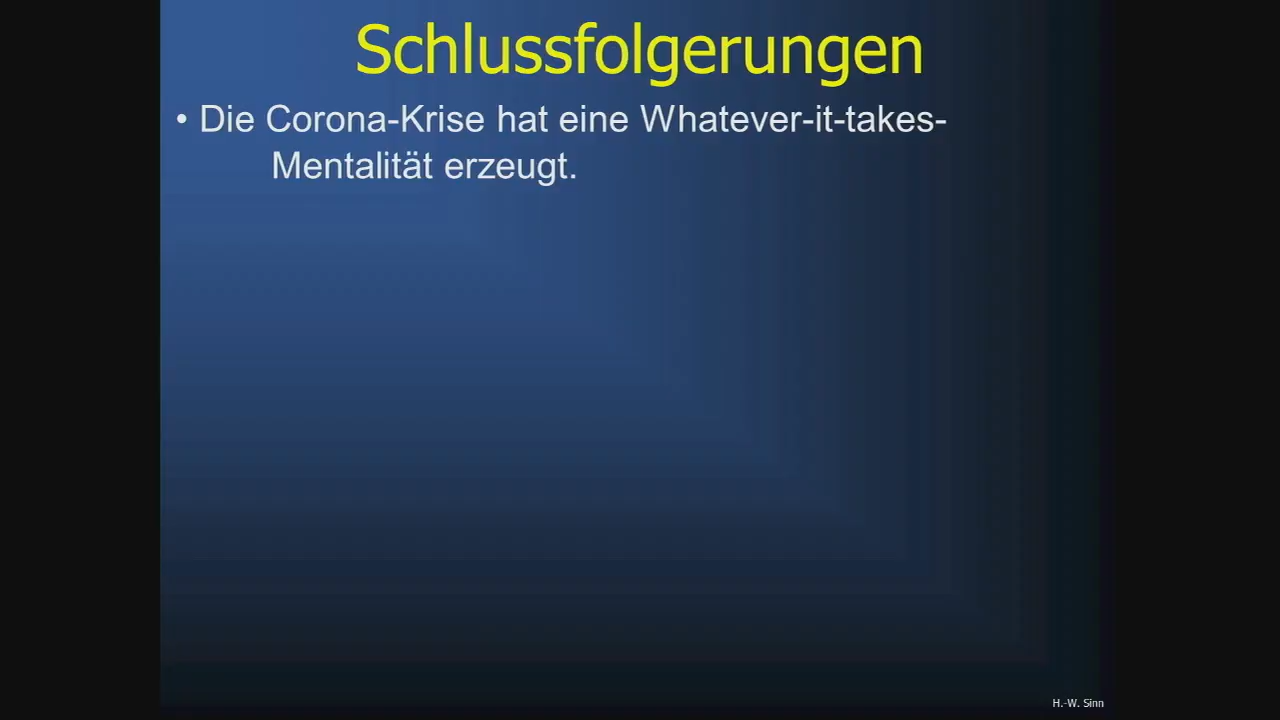 Schlussfolgerungen
• Die Corona-Krise hat eine Whatever-it-takes-
Mentalität erzeugt.
H.-W. Sinn